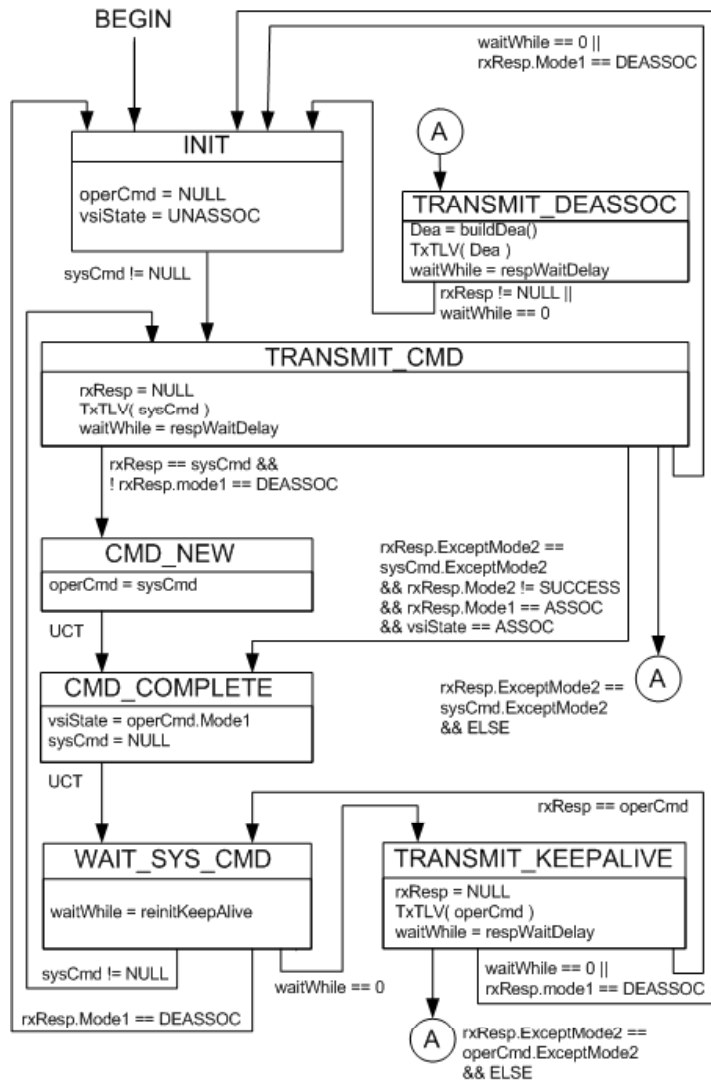 BEGIN
waitWhile == 0 ||
rxResp.Mode1 == DEASSOC
INIT
operCmd = NULL
vsiState = UNASSOC
A
TRANSMIT_DEASSOC
Dea = buildDea()
TxTLV( Dea )
waitWhile = respWaitDelay
sysCmd != NULL
rxResp != NULL ||
waitWhile == 0
TRANSMIT_CMD
rxResp = NULL
TxTLV( sysCmd )
waitWhile = respWaitDelay
rxResp == sysCmd &&
! rxResp.mode1 == DEASSOC
CMD_NEW
operCmd = sysCmd
rxResp.ExceptMode2 ==
sysCmd.ExceptMode2
&& rxResp.Mode2 != SUCCESS
&& rxResp.Mode1 == ASSOC
&& vsiState == ASSOC
UCT
CMD_COMPLETE
vsiState = operCmd.Mode1
sysCmd = NULL
A
rxResp.ExceptMode2 ==
sysCmd.ExceptMode2
&& ELSE
UCT
rxResp == operCmd
WAIT_SYS_CMD
waitWhile = reinitKeepAlive
TRANSMIT_KEEPALIVE
rxResp = NULL
TxTLV( operCmd )
waitWhile = respWaitDelay
sysCmd != NULL
waitWhile == 0
waitWhile == 0 ||
rxResp.mode1 == DEASSOC
rxResp.Mode1 == DEASSOC
A
rxResp.ExceptMode2 ==
operCmd.ExceptMode2
&& ELSE